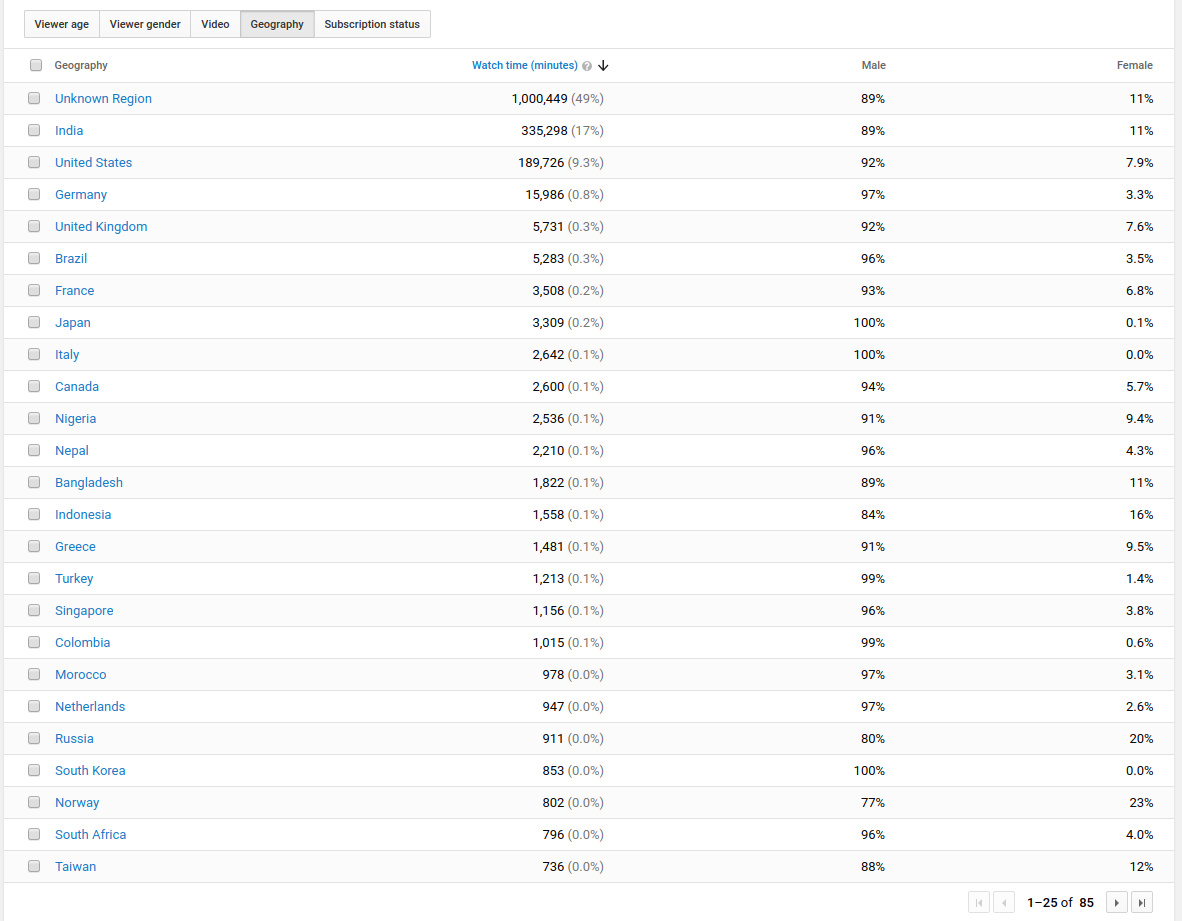 Viewer age Viewer gender Video Geography Subscription status
Geography Watch time (minutes) ? ↓ Male Female
Unknown Region 1,000,449 (49%) 89% 11%
India 335,298 (17%) 89% 11%
United States 189,726 (9.3%) 92% 7.9%
Germany 15,986 (0.8%) 97% 3.3%
United Kingdom 5,731 (0.3%) 92% 7.6%
Brazil 5,283 (0.3%) 96% 3.5%
France 3,508 (0.2%) 93% 6.8%
Japan 3,309 (0.2%) 100% 0.1%
Italy 2,642 (0.1%) 100% 0.0%
Canada 2,600 (0.1%) 94% 5.7%
Nigeria 2,536 (0.1%) 91% 9.4%
Nepal 2,210 (0.1%) 96% 4.3%
Bangladesh 1,822 (0.1%) 89% 11%
Indonesia 1,558 (0.1%) 84% 16%
Greece 1,481 (0.1%) 91% 9.5%
Turkey 1,213 (0.1%) 99% 1.4%
Singapore 1,156 (0.1%) 96% 3.8%
Colombia 1,015 (0.1%) 99% 0.6%
Morocco 978 (0.0%) 97% 3.1%
Netherlands 947 (0.0%) 97% 2.6%
Russia 911 (0.0%) 80% 20%
South Korea 853 (0.0%) 100% 0.0%
Norway 802 (0.0%) 77% 23%
South Africa 796 (0.0%) 96% 4.0%
Taiwan 736 (0.0%) 88% 12%
1–25 of 85